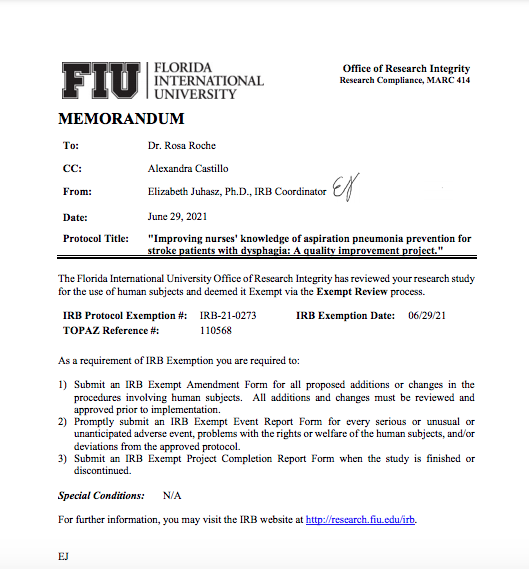 FIU
FLORIDA
INTERNATIONAL
UNIVERSITY
Office of Research Integrity
Research Compliance, MARC 414
MEMORANDUM
To: Dr. Rosa Roche
CC: Alexandra Castillo
From: Elizabeth Juhasz, Ph.D., IRB Coordinator EJ
Date: June 29, 2021
Protocol Title: "Improving nurses' knowledge of aspiration pneumonia prevention for
stroke patients with dysphagia: A quality improvement project."
The Florida International University Office of Research Integrity has reviewed your research study
for the use of human subjects and deemed it Exempt via the Exempt Review process.
IRB Protocol Exemption #: IRB-21-0273 IRB Exemption Date: 06/29/21
TOPAZ Reference #: 110568
As a requirement of IRB Exemption you are required to:
1) Submit an IRB Exempt Amendment Form for all proposed additions or changes in the
procedures involving human subjects. All additions and changes must be reviewed and
approved prior to implementation.
2) Promptly submit an IRB Exempt Event Report Form for every serious or unusual or
unanticipated adverse event, problems with the rights or welfare of the human subjects, and/or
deviations from the approved protocol.
3) Submit an IRB Exempt Project Completion Report Form when the study is finished or
discontinued.
Special Conditions: N/A
For further information, you may visit the IRB website at http://research.fiu.edu/irb.
EJ